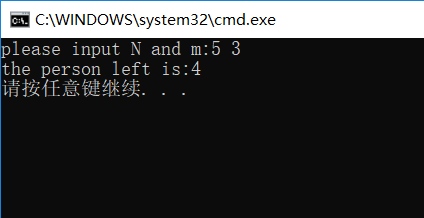 C:\WINDOWS\system32\cmd.exe
please input N and m:5 3
the person left is:4
请按任意键继续. . .